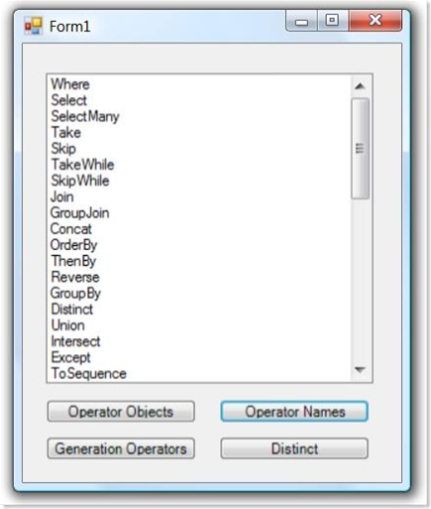 Form1
Where
Select
SelectMany
Take
Skip
TakeWhile
SkipWhile
Join
GroupJoin
Concat
OrderBy
ThenBy
Reverse
GroupBy
Distinct
Union
Intersect
Except
ToSequence
Operator Objects
Operator Names
Generation Operators
Distinct